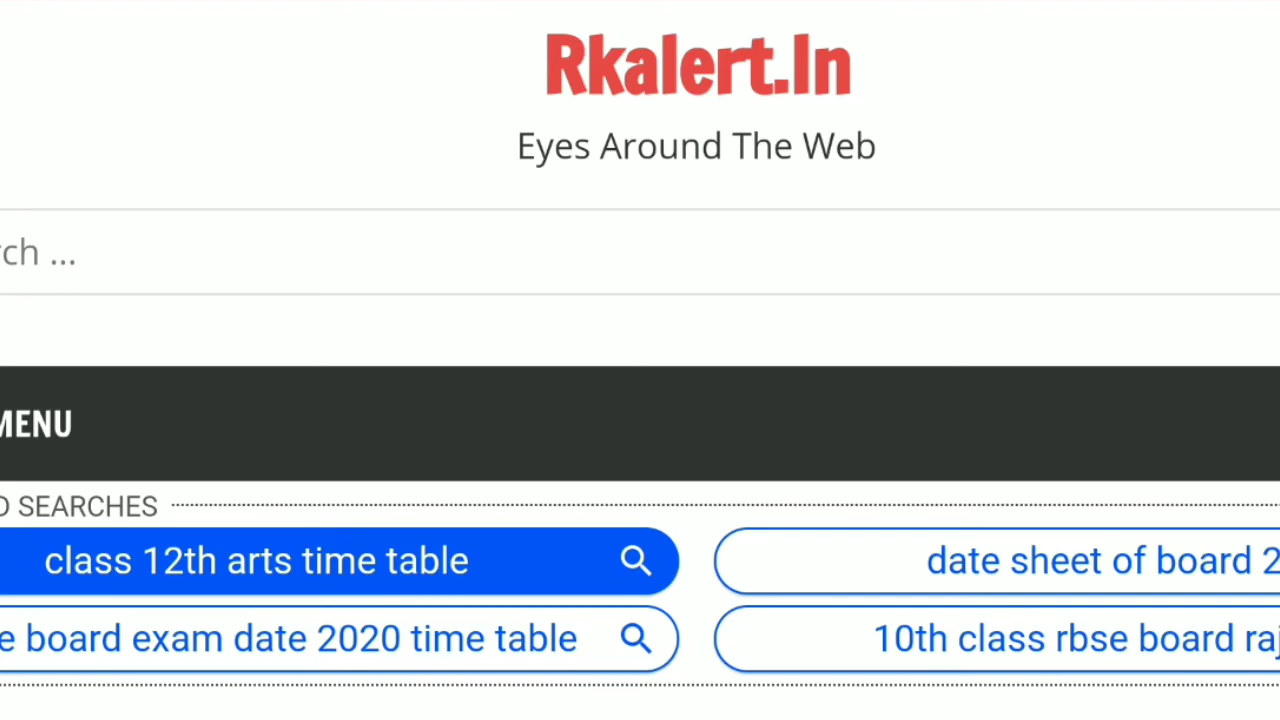 Rkalert.In
Eyes Around The Web
rch ...
MENU
D SEARCHES
class 12th arts time table
date sheet of board 2
e board exam date 2020 time table
10th class rbse board raj